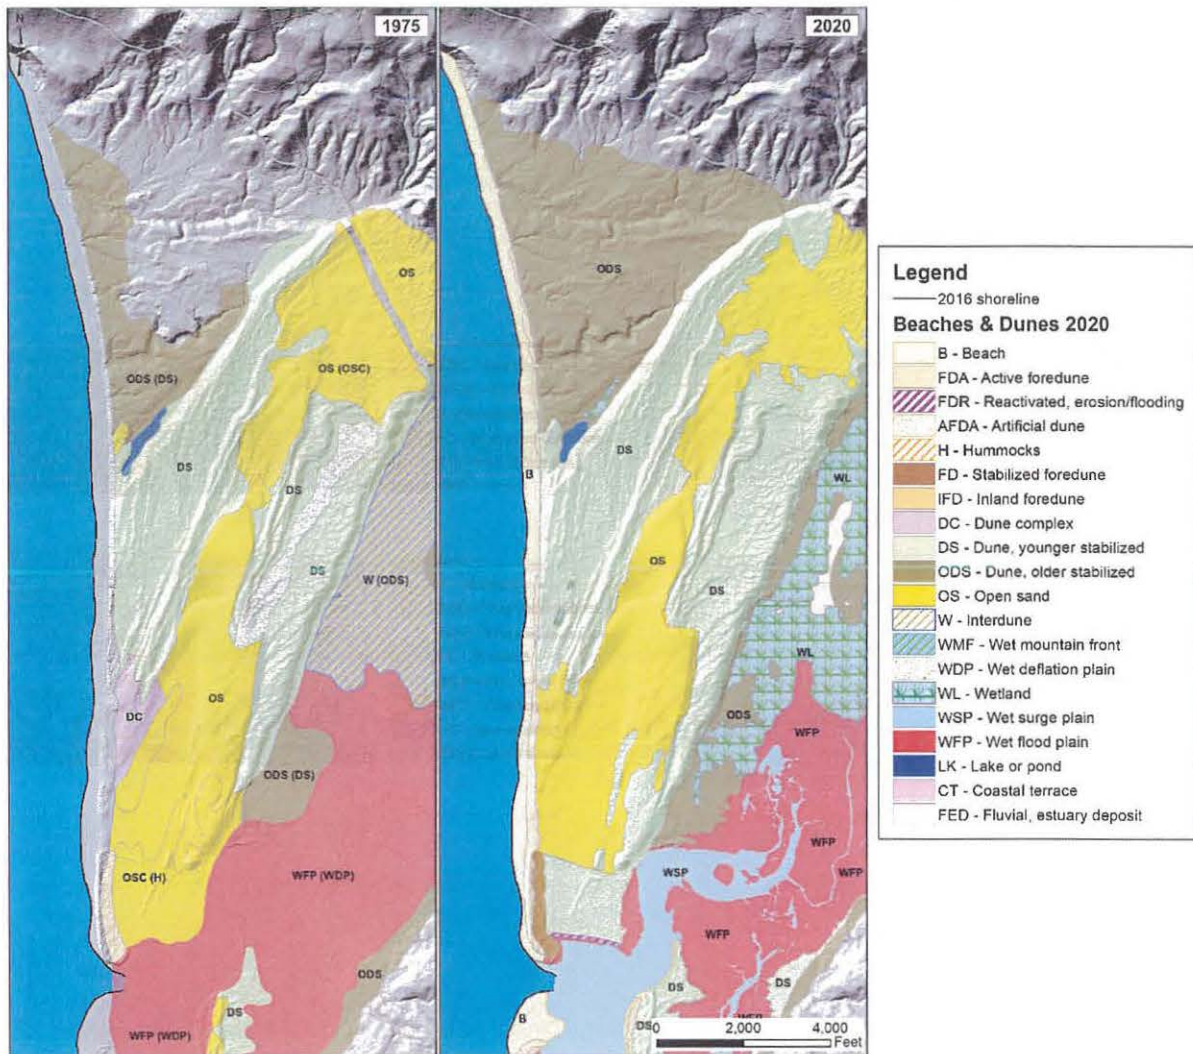 1975
N
OS
OS (OSC)
ODS (DS)
DS
DS
DS
W (ODS)
DC
OS
ODS (DS)
OSC (H)
WFP (WDP)
ODS
DS
WFP (WDP)
2020
ODS
DS
B
WL
OS
DS
WL
ODS
WFP
WFP
WSP
WFP
WFP
DS
DS
B
DS
WFP
0 2,000 4,000
Feet
Legend
2016 shoreline
Beaches & Dunes 2020
B - Beach
FDA - Active foredune
FDR - Reactivated, erosion/flooding
AFDA - Artificial dune
H - Hummocks
FD - Stabilized foredune
IFD - Inland foredune
DC - Dune complex
DS - Dune, younger stabilized
ODS - Dune, older stabilized
OS - Open sand
W - Interdune
WMF - Wet mountain front
WDP - Wet deflation plain
WL - Wetland
WSP - Wet surge plain
WFP - Wet flood plain
LK - Lake or pond
CT - Coastal terrace
FED - Fluvial, estuary deposit